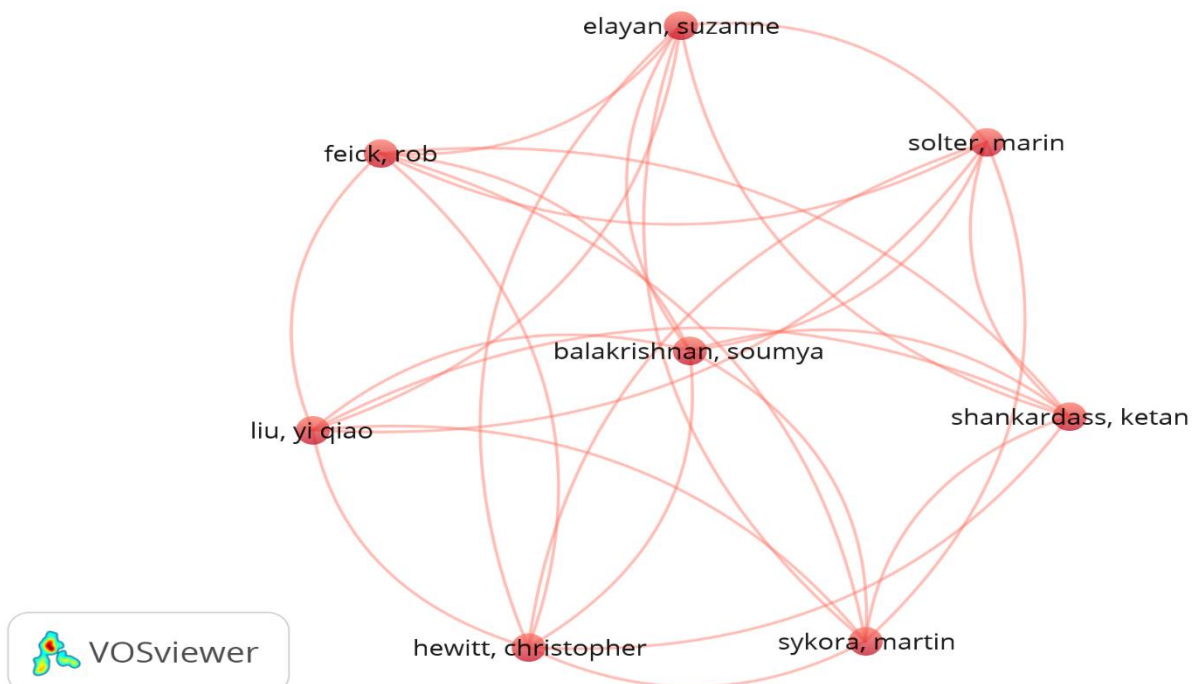 elayan, suzanne
solter, marin
feick, rob
balakrishnan, soumya
shankardass, ketan
liu, yi qiao
sykora, martin
hewitt, christopher
VOSviewer